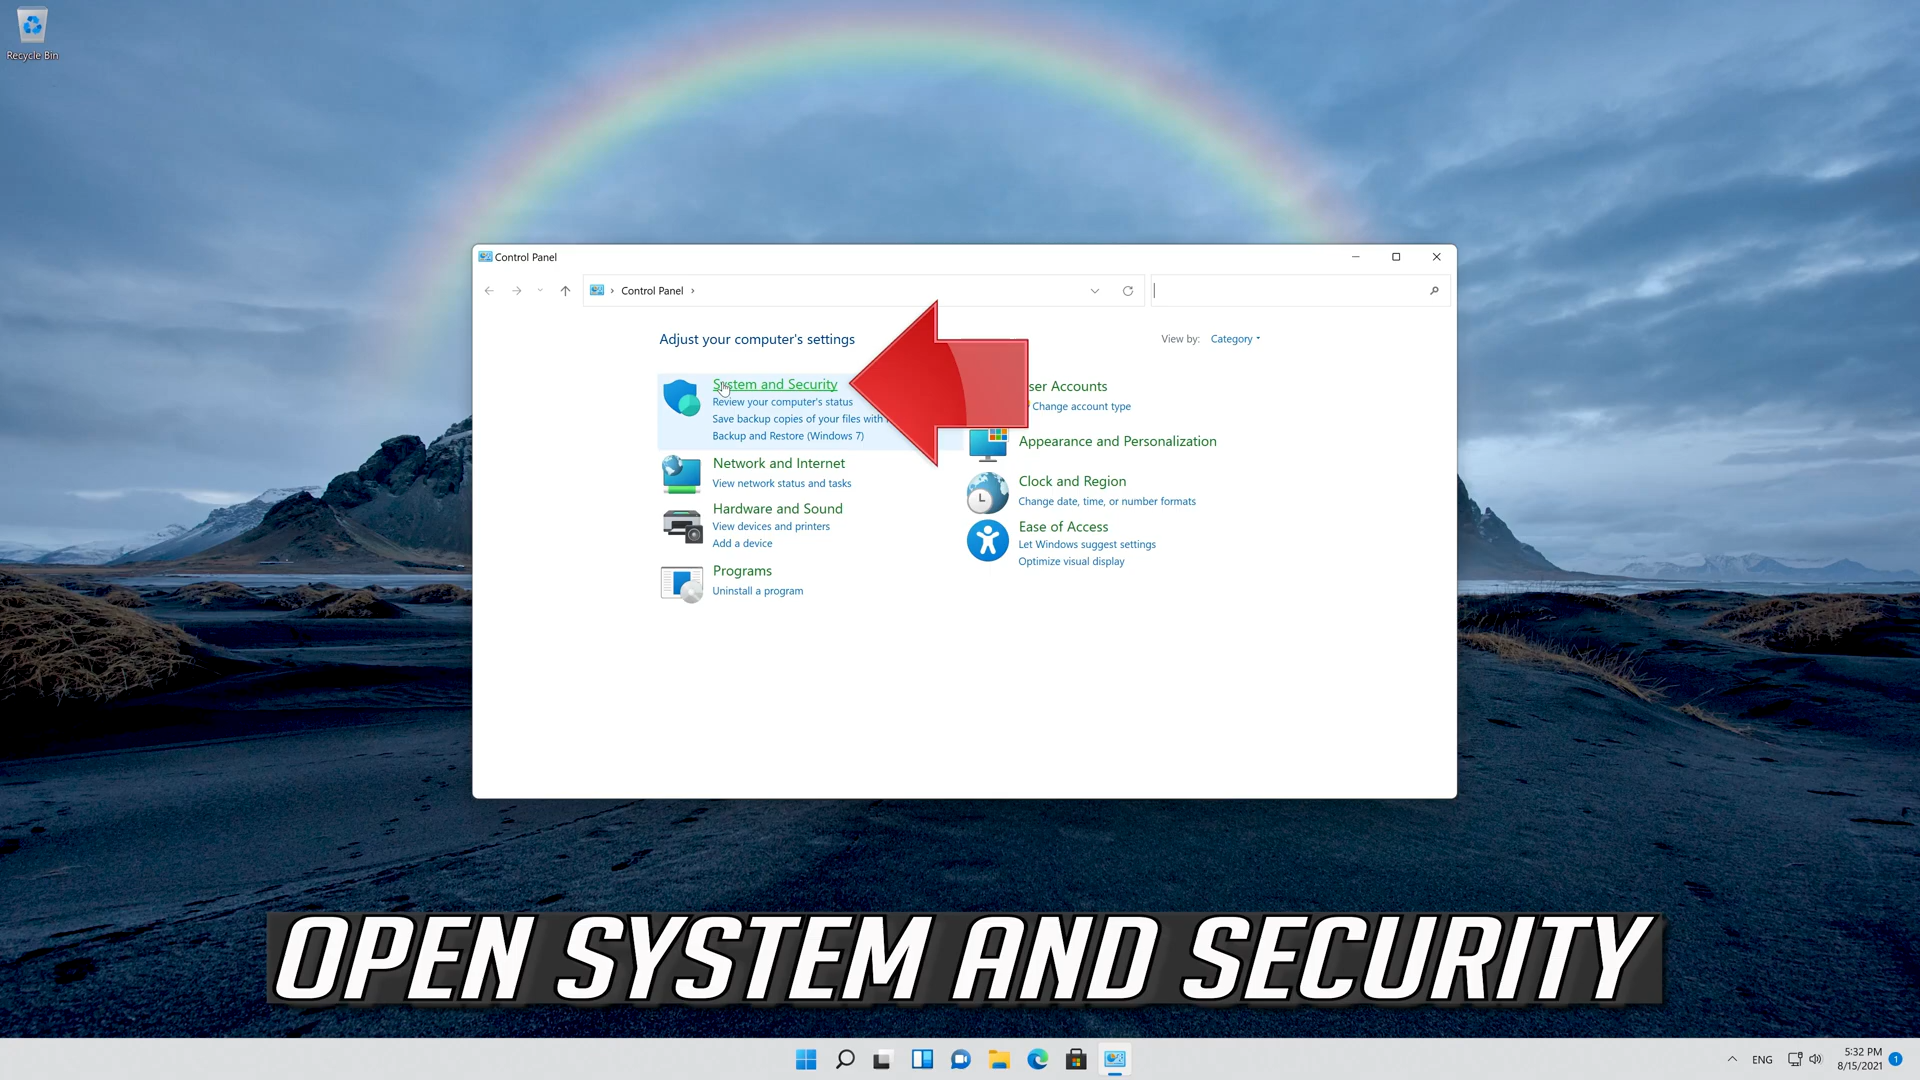 Recycle Bin
Control Panel
Control Panel
Adjust your computer's settings
View by: Category
System and Security
Review your computer's status
Save backup copies of your files with
Backup and Restore (Windows 7)
Network and Internet
View network status and tasks
Hardware and Sound
View devices and printers
Add a device
Programs
Uninstall a program
ser Accounts
Change account type
Appearance and Personalization
Clock and Region
Change date, time, or number formats
Ease of Access
Let Windows suggest settings
Optimize visual display
OPEN SYSTEM AND SECURITY
ENG
5:32 PM
8/15/2021
1